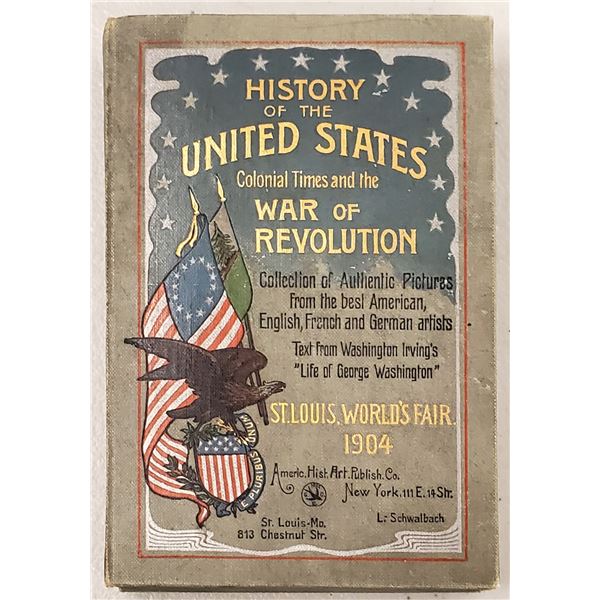 HISTORY
OF THE
UNITED STATES
Colonial Times and the
WAR OF
REVOLUTION
Collection of Authentic Pictures
from the best American,
English, French and German artists
Text from Washington Irving's
"Life of George Washington"
ST. LOUIS, WORLD'S FAIR.
1904
E PLURIBUS UNUM
Americ. Hist. Art. Publish. Co.
New York. 111 E. 14 Str.
St. Louis-Mo.
813 Chestnut Str.
L. Schwalbach